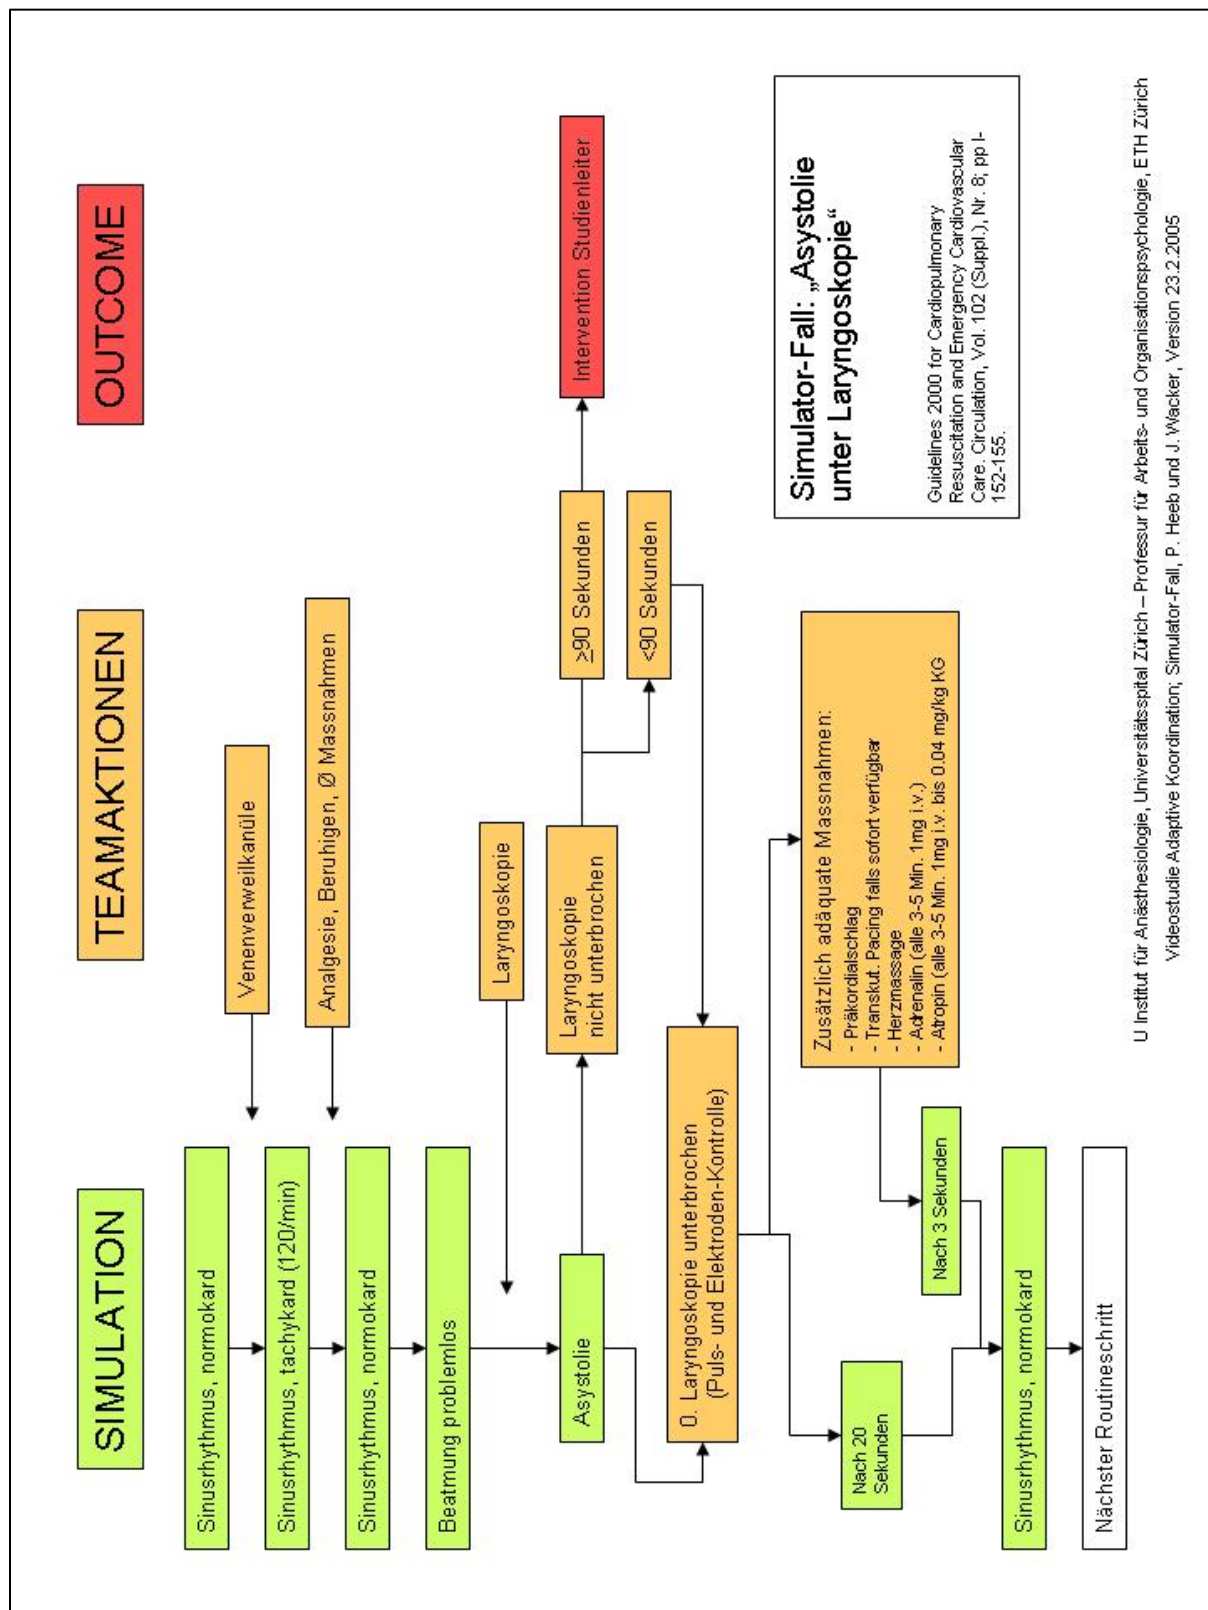 SIMULATION
TEAMAKTIONEN
OUTCOME
Sinusrhythmus, normokard
Venenverweilkanüle
Sinusrhythmus, tachykard (120/min)
Analgesie, Beruhigen, Ø Massnahmen
Sinusrhythmus, normokard
Beatmung problemlos
Laryngoskopie
Asystolie
Laryngoskopie
nicht unterbrochen
≥90 Sekunden
Intervention Studienleiter
<90 Sekunden
0. Laryngoskopie unterbrochen
(Puls- und Elektroden-Kontrolle)
Zusätzlich adäquate Massnahmen:
- Präkordialschlag
- Transkut. Pacing falls sofort verfügbar
- Herzmassage
- Adrenalin (alle 3-5 Min. 1mg i.v.)
- Atropin (alle 3-5 Min. 1mg i.v. bis 0.04 mg/kg KG
Nach 20
Sekunden
Nach 3 Sekunden
Sinusrhythmus, normokard
Nächster Routineschritt
Simulator-Fall: „Asystolie
unter Laryngoskopie“
Guidelines 2000 for Cardiopulmonary
Resuscitation and Emergency Cardiovascular
Care. Circulation, Vol. 102 (Suppl.), Nr. 8; pp I-
152-155.
U Institut für Anästhesiologie, Universitätsspital Zürich – Professur für Arbeits- und Organisationspsychologie, ETH Zürich
Videostudie Adaptive Koordination; Simulator-Fall, P. Heeb und J. Wacker, Version 23.2.2005